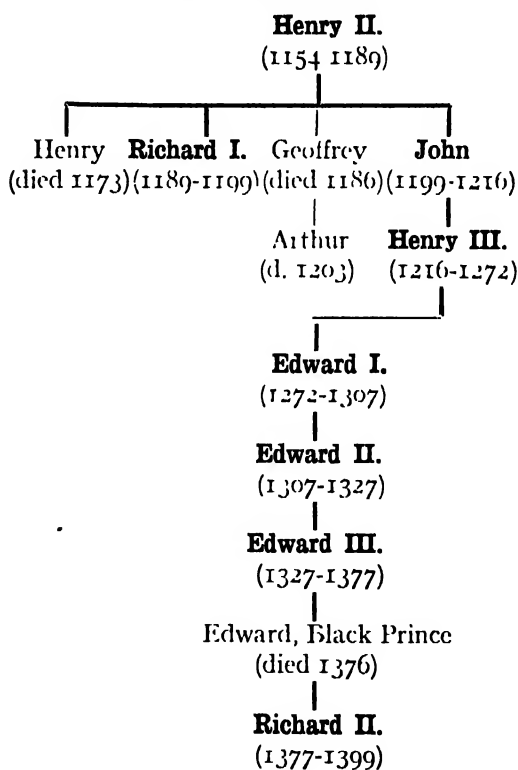 Henry II.
(1154 1189)
Henry Richard I. Geoffrey John
(died 1173) (1189-1199) (died 1186) (1199-1216)
Arthur Henry III.
(d. 1203) (1216-1272)
Edward I.
(1272-1307)
Edward II.
(1307-1327)
Edward III.
(1327-1377)
Edward, Black Prince
(died 1376)
Richard II.
(1377-1399)